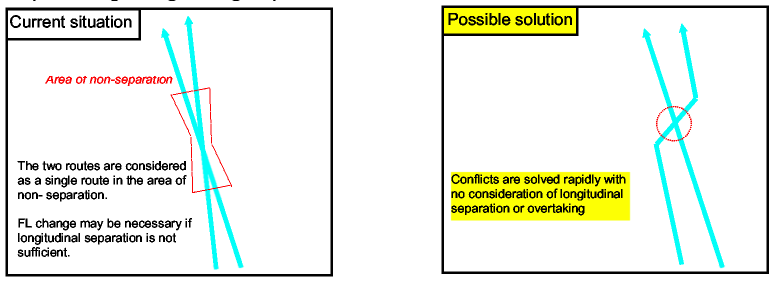 Current situation
Area of non-separation
The two routes are considered
as a single route in the area of
non- separation.
FL change may be necessary if
longitudinal separation is not
sufficient.
Possible solution
Conflicts are solved rapidly with
no consideration of longitudinal
separation or overtaking